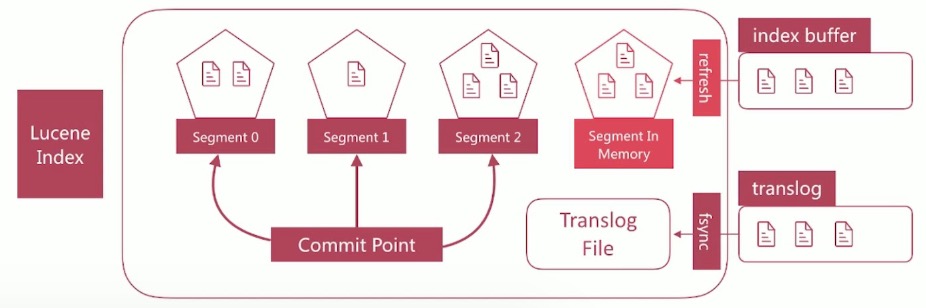 Lucene
Index
Segment 0
Segment 1
Segment 2
Segment In
Memory
refresh
index buffer
Commit Point
Translog
File
fsync
translog